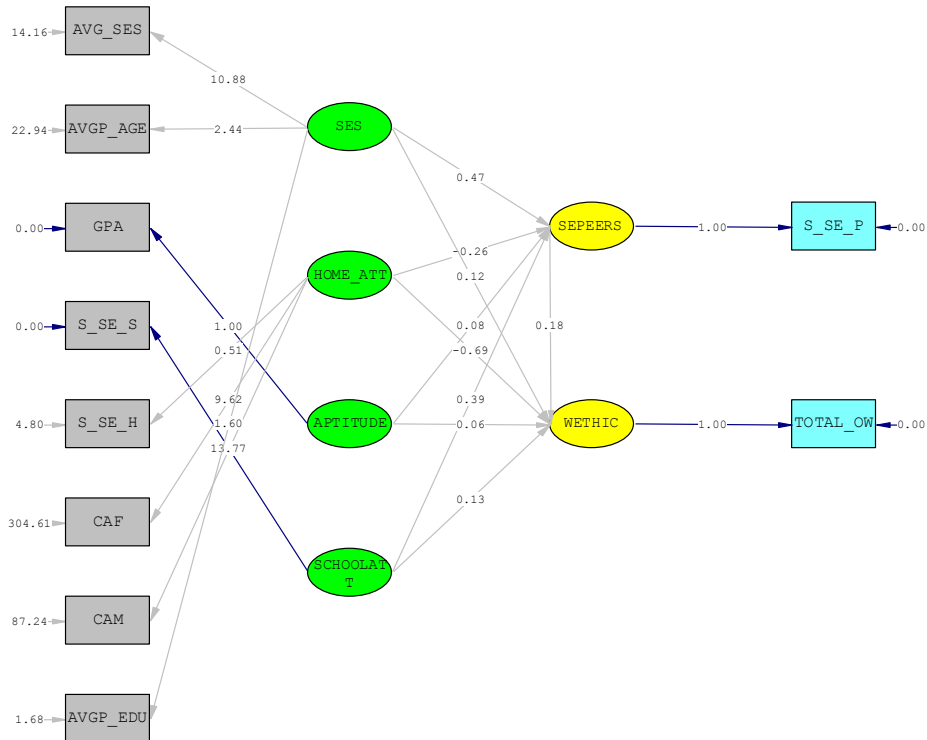 14.16 AVG_SES
10.88
22.94 AVGP_AGE 2.44 SES
0.47
0.00 GPA SEPEERS 1.00 S_SE_P 0.00
-0.26
HOME_ATT 0.12
0.00 S_SE_S 1.00 0.08 0.18
0.51 -0.69
9.62 0.39
4.80 S_SE_H 1.60 APTITUDE 0.06 WETHIC 1.00 TOTAL_OW 0.00
13.77
0.13
304.61 CAF
SCHOOLAT
T
87.24 CAM
1.68 AVGP_EDU